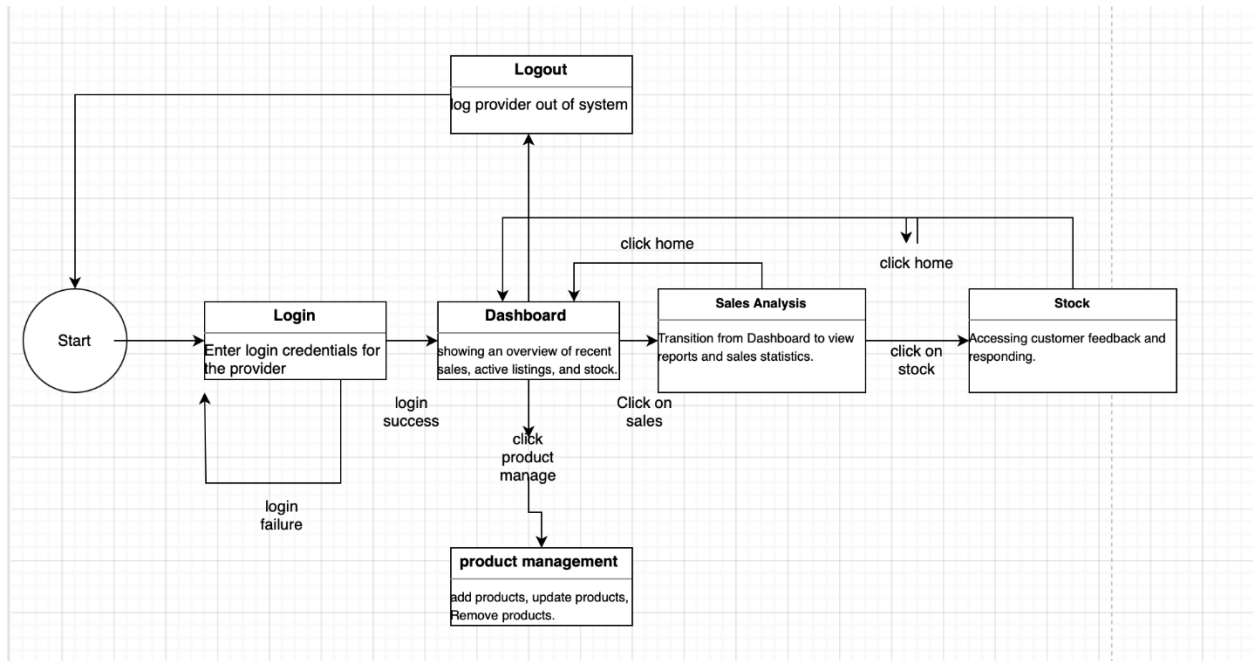 Logout
log provider out of system
click home
click home
Start
Login
Enter login credentials for
the provider
Dashboard
showing an overview of recent
sales, active listings, and stock.
Sales Analysis
Transition from Dashboard to view
reports and sales statistics.
Stock
Accessing customer feedback and
responding.
login
success
Click on
sales
click on
stock
click
product
manage
login
failure
product management
add products, update products,
Remove products.